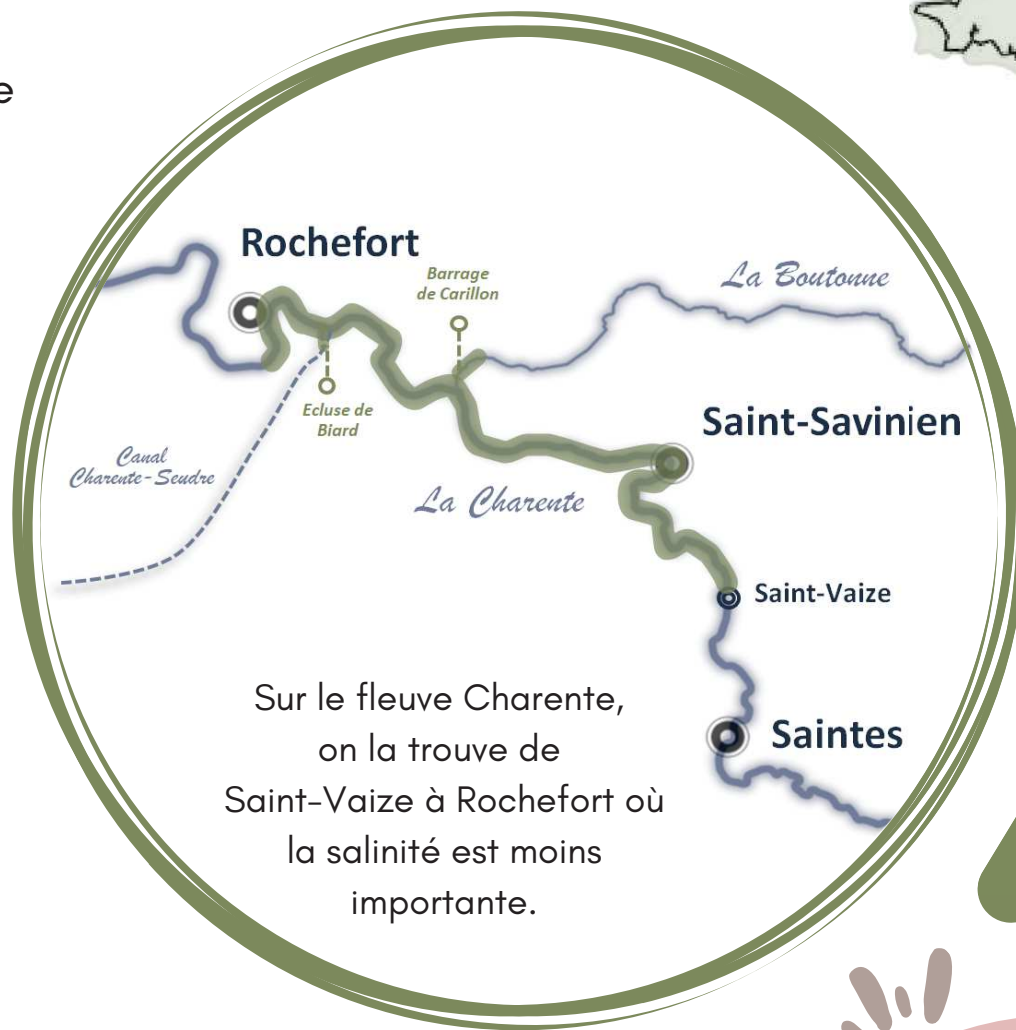 e
Rochefort
Barrage
de Carillon
La Boutonne
Ecluse de
Biard
Saint-Savinien
Canal
Charente-Seudre
La Charente
Saint-Vaize
Saintes
Sur le fleuve Charente,
on la trouve de
Saint-Vaize à Rochefort où
la salinité est moins
importante.